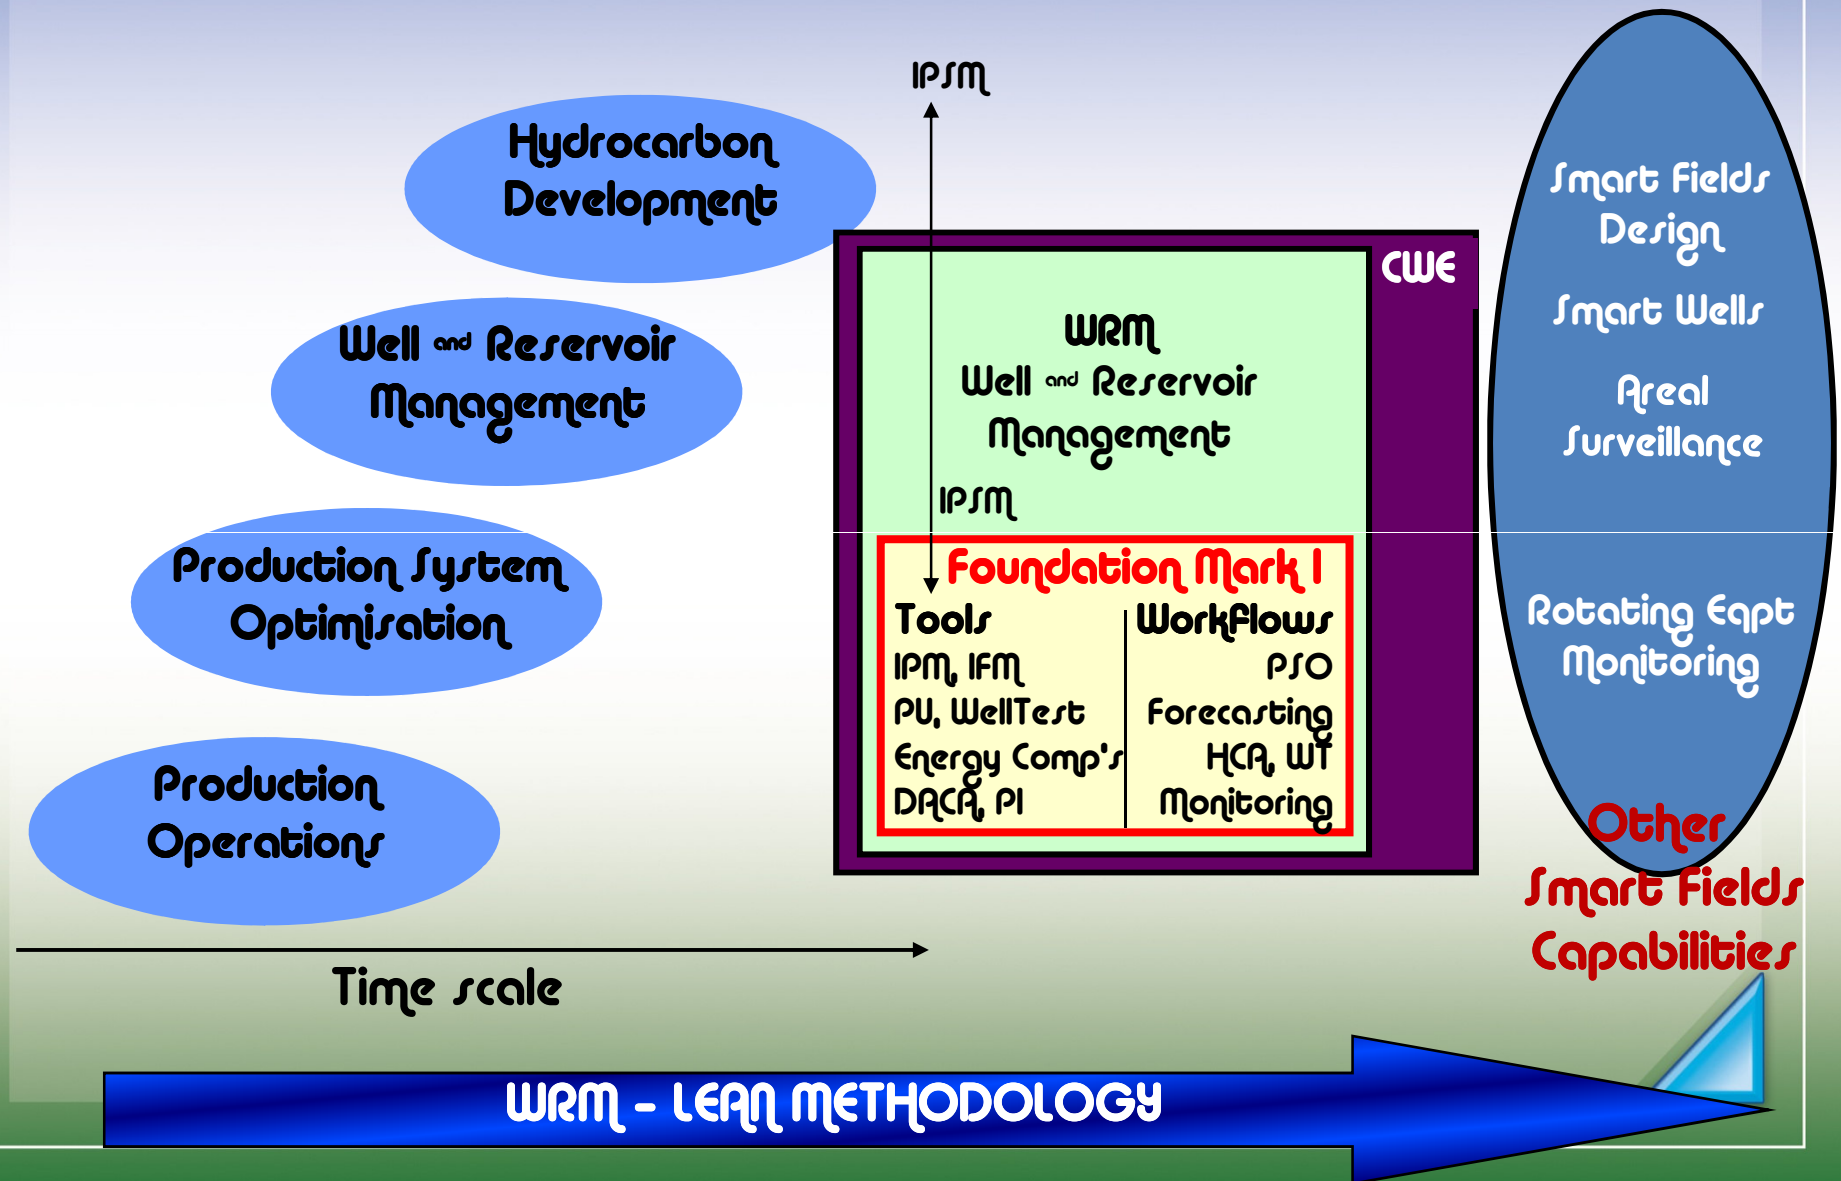 IPSM
Hydrocarbon
Development
Well and Reservoir
Management
Production System
Optimisation
Production
Operations
Time scale
CWE
WRM
Well and Reservoir
Management
IPSM
Foundation Mark I
Tools
IPM, IFM
PU, WellTest
Energy Comp's
DACA, PI
Workflows
PSO
Forecasting
HCA, WT
Monitoring
Smart Fields
Design
Smart Wells
Areal
Surveillance
Rotating Eqpt
Monitoring
Other
Smart Fields
Capabilities
WRM - LEAN METHODOLOGY